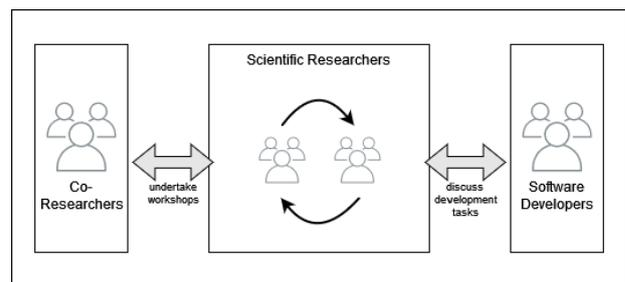 Scientific Researchers
Co-
Researchers
undertake
workshops
discuss
development
tasks
Software
Developers